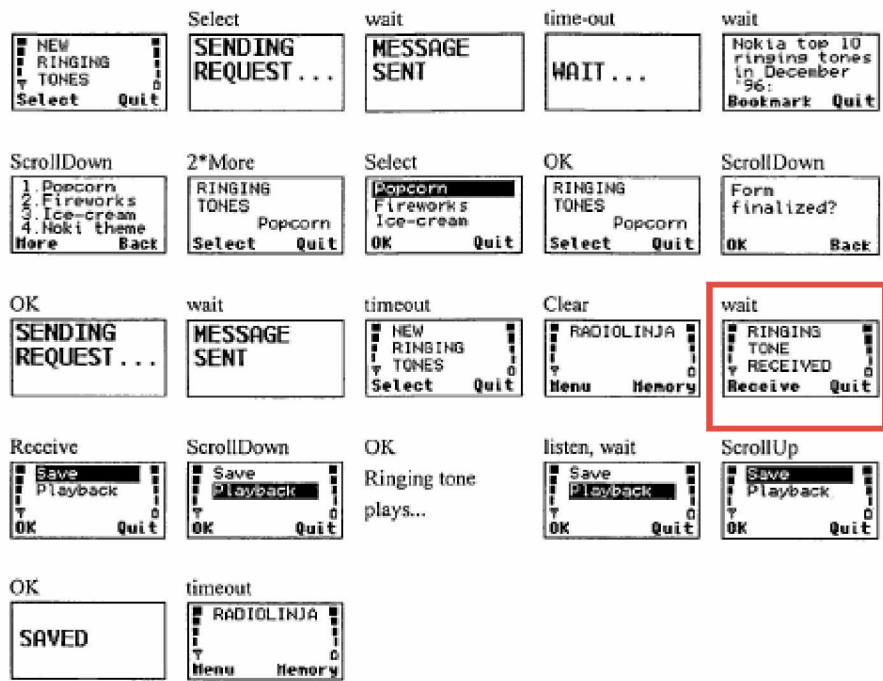 NEW
RINGING
TONES
Select Quit
Select
SENDING
REQUEST...
wait
MESSAGE
SENT
time-out
WAIT...
wait
Nokia top 10
ringing tones
in December
'96:
Bookmark Quit
ScrollDown
1.Popcorn
2.Fireworks
3.Ice-cream
4.Noki theme
More Back
2*More
RINGING
TONES
Popcorn
Select Quit
Select
Popcorn
Fireworks
Ice-cream
OK Quit
OK
RINGING
TONES
Popcorn
Select Quit
ScrollDown
Form
finalized?
OK Back
OK
SENDING
REQUEST...
wait
MESSAGE
SENT
timeout
NEW
RINGING
TONES
Select Quit
Clear
RADIOLINJA
Menu Memory
wait
RINGING
TONE
RECEIVED
Receive Quit
Receive
Save
Playback
OK Quit
ScrollDown
Save
Playback
OK Quit
OK
Ringing tone
plays...
listen, wait
Save
Playback
OK Quit
ScrollUp
Save
Playback
OK Quit
OK
SAVED
timeout
RADIOLINJA
Menu Memory